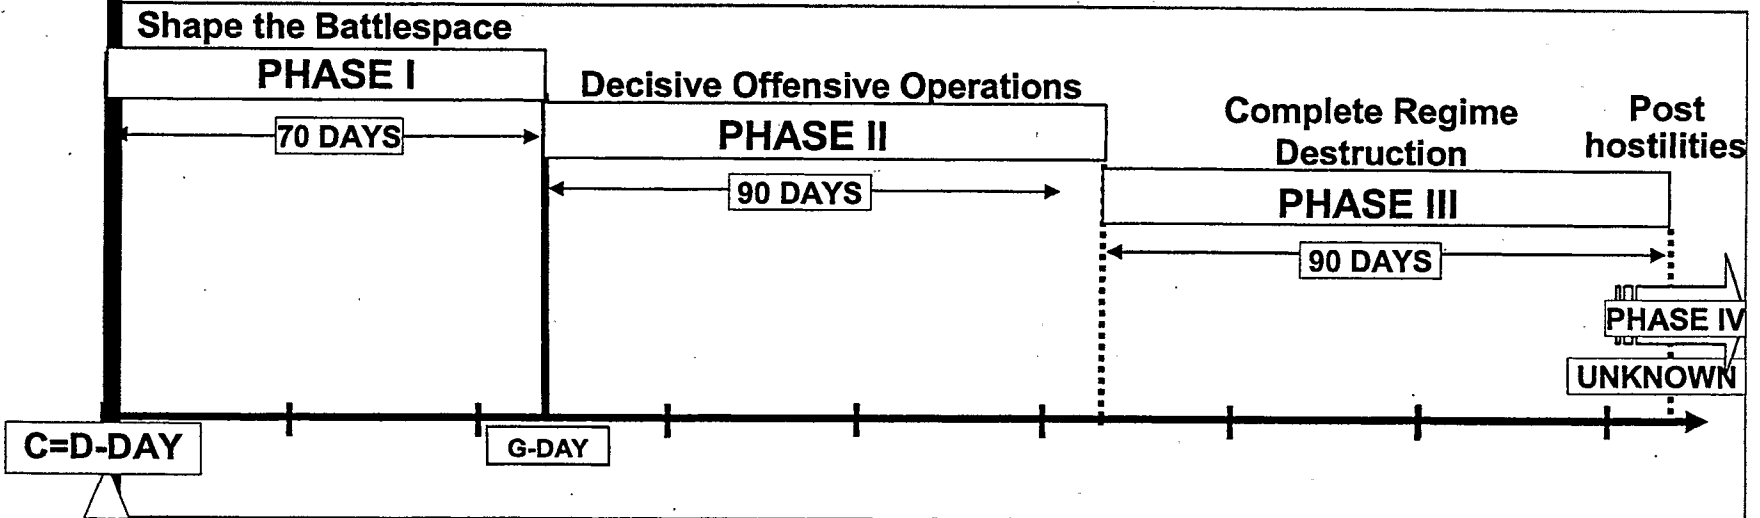 Shape the Battlespace
PHASE I
70 DAYS
Decisive Offensive Operations
PHASE II
90 DAYS
Complete Regime
Destruction
PHASE III
90 DAYS
Post
hostilities
PHASE IV
UNKNOWN
C=D-DAY
G-DAY